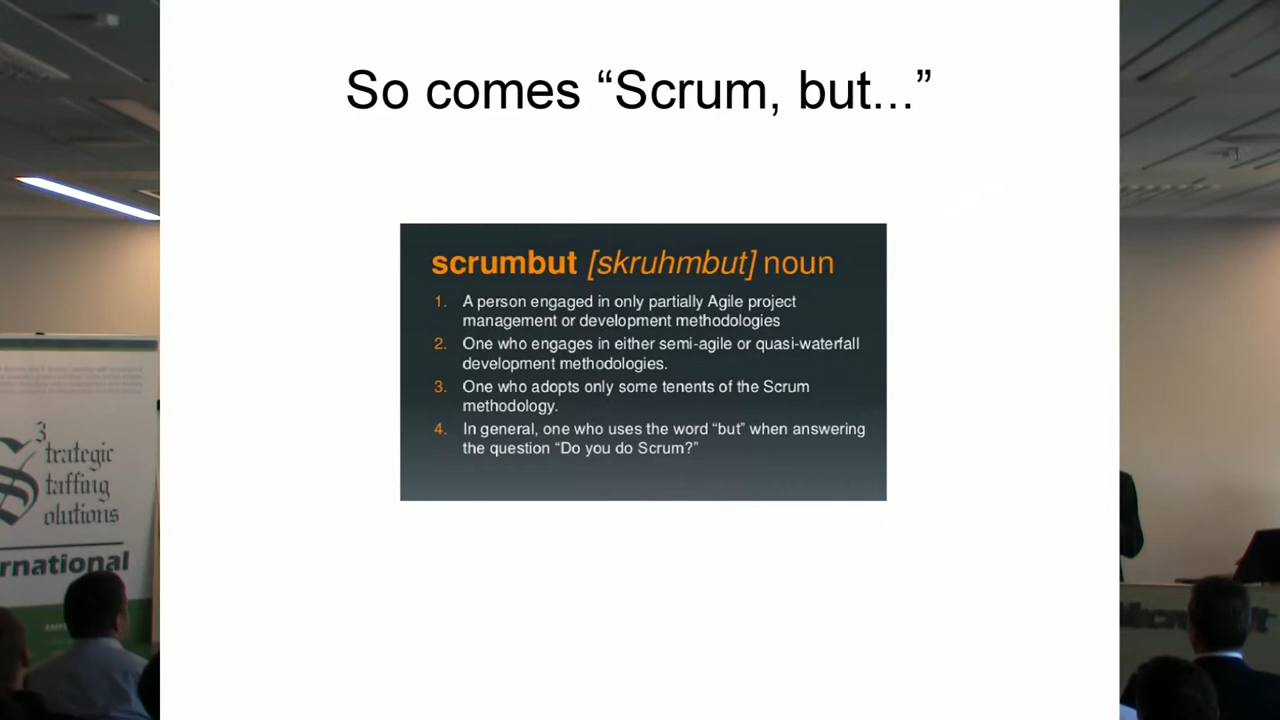 So comes “Scrum, but...”
scrumbut [skruhmbut] noun
1. A person engaged in only partially Agile project
management or development methodologies
2. One who engages in either semi-agile or quasi-waterfall
development methodologies.
3. One who adopts only some tenents of the Scrum
methodology.
4. In general, one who uses the word “but” when answering
the question “Do you do Scrum?”
S3
trategic
taffing
olutions
rnational